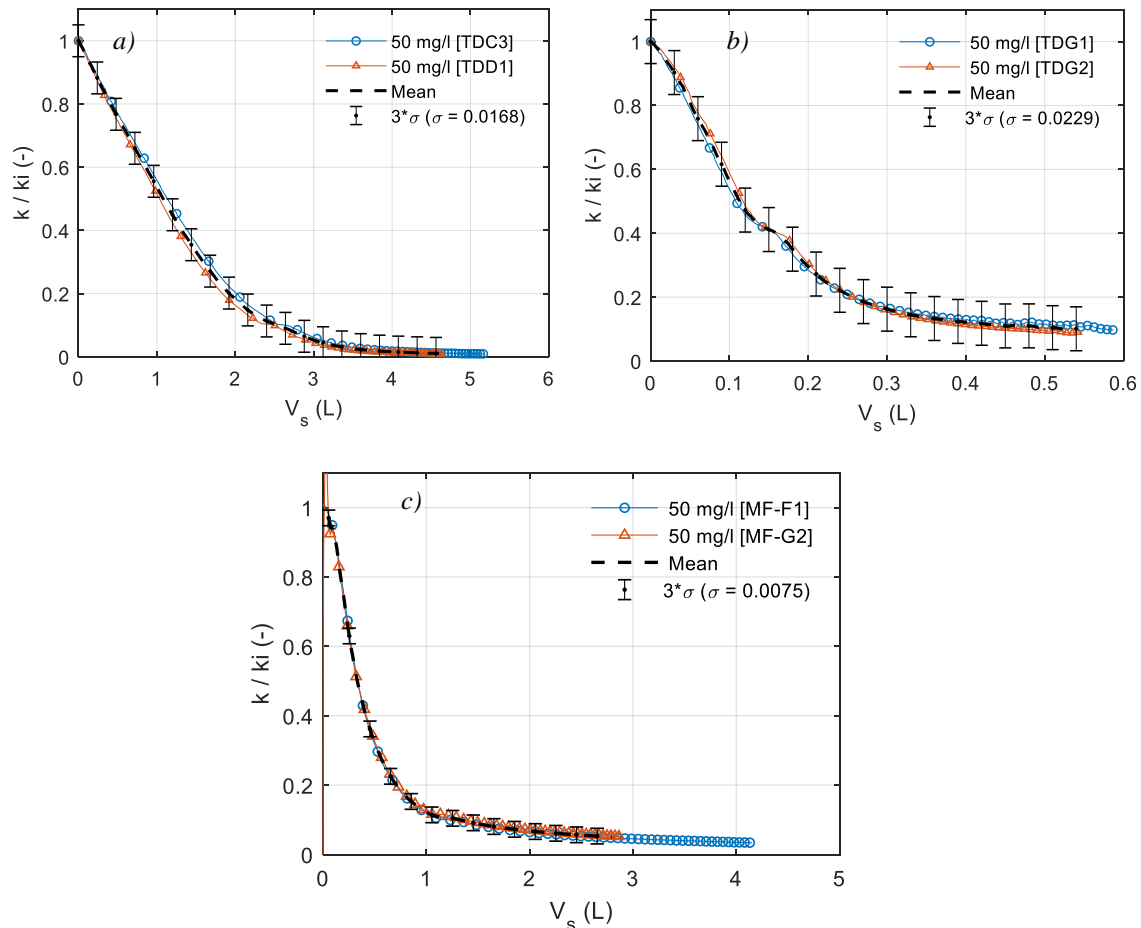 a)
50 mg/l [TDC3]
50 mg/l [TDD1]
Mean
3*σ (σ = 0.0168)
1
0.8
0.6
0.4
0.2
0
k / ki (-)
0 1 2 3 4 5 6
V_s (L)
b)
50 mg/l [TDG1]
50 mg/l [TDG2]
Mean
3*σ (σ = 0.0229)
1
0.8
0.6
0.4
0.2
0
k / ki (-)
0 0.1 0.2 0.3 0.4 0.5 0.6
V_s (L)
c)
50 mg/l [MF-F1]
50 mg/l [MF-G2]
Mean
3*σ (σ = 0.0075)
1
0.8
0.6
0.4
0.2
0
k / ki (-)
0 1 2 3 4 5
V_s (L)